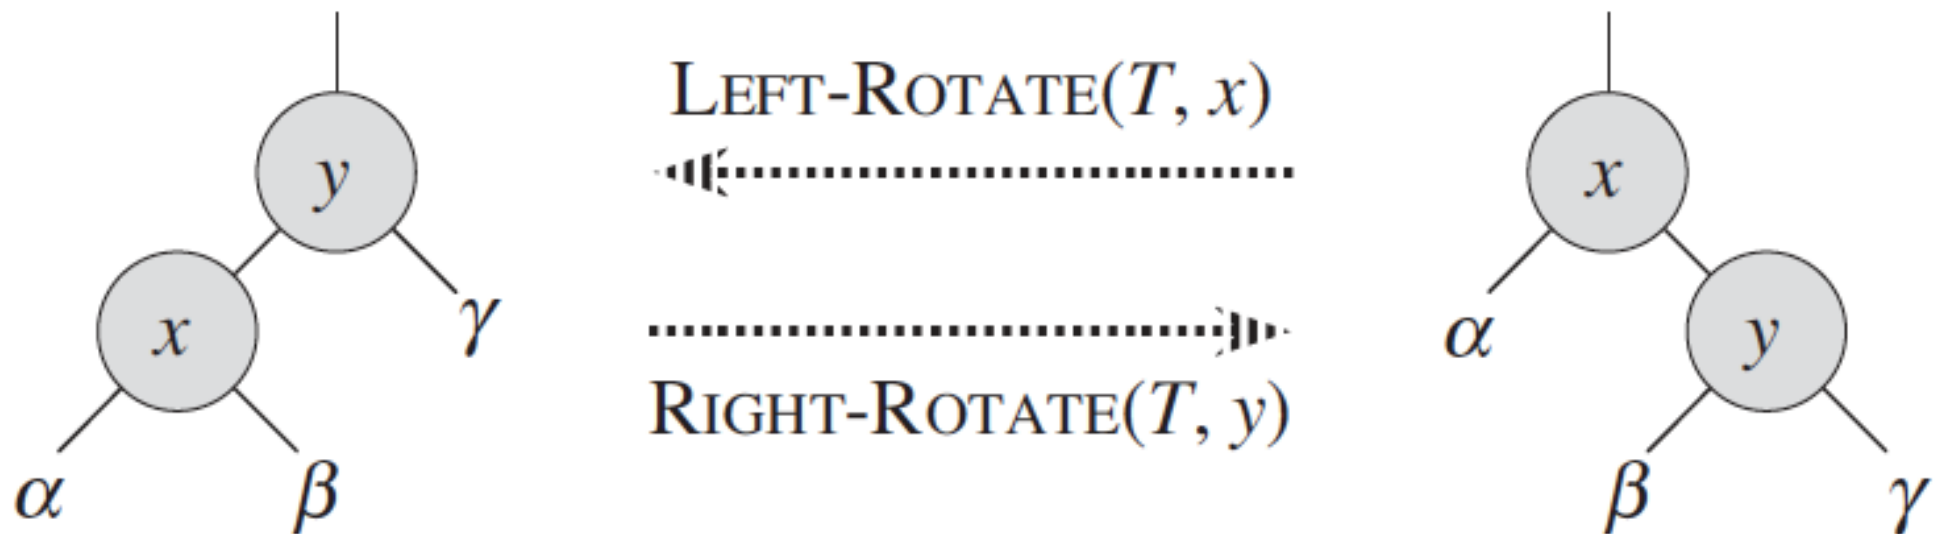 LEFT-ROTATE(T, x)
y
x
x
γ
y
α
RIGHT-ROTATE(T, y)
α
β
β
γ